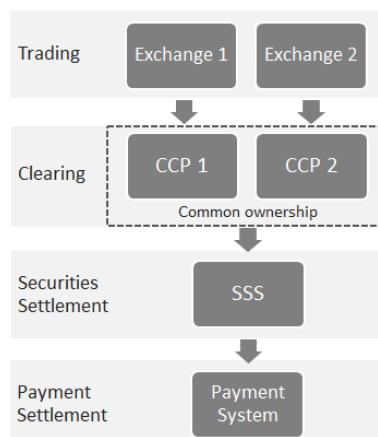 Trading
Exchange 1
Exchange 2
Clearing
CCP 1
CCP 2
Common ownership
Securities
Settlement
SSS
Payment
Settlement
Payment
System